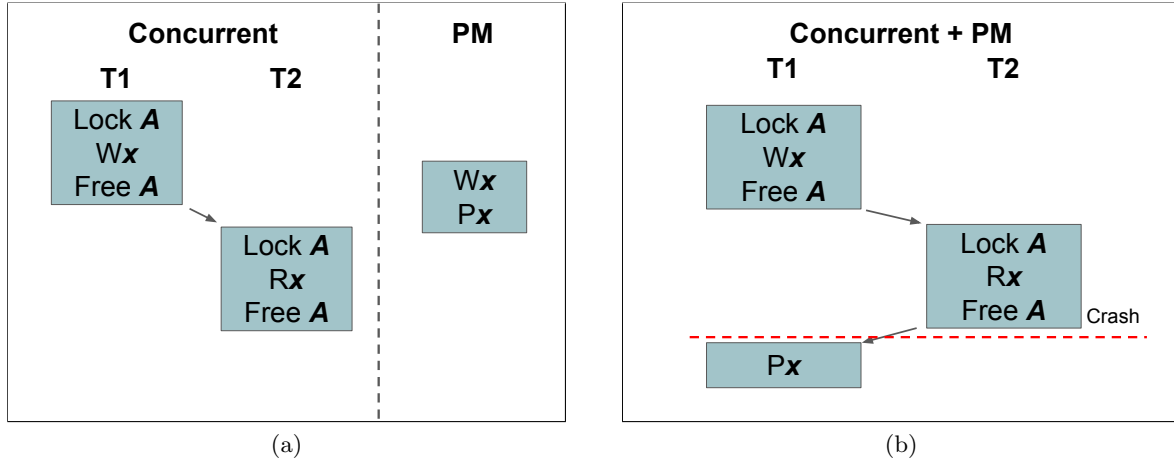 Concurrent
PM
T1
T2
Lock A
Wx
Free A
Lock A
Rx
Free A
Wx
Px
(a)
Concurrent + PM
T1
T2
Lock A
Wx
Free A
Lock A
Rx
Free A
Crash
Px
(b)